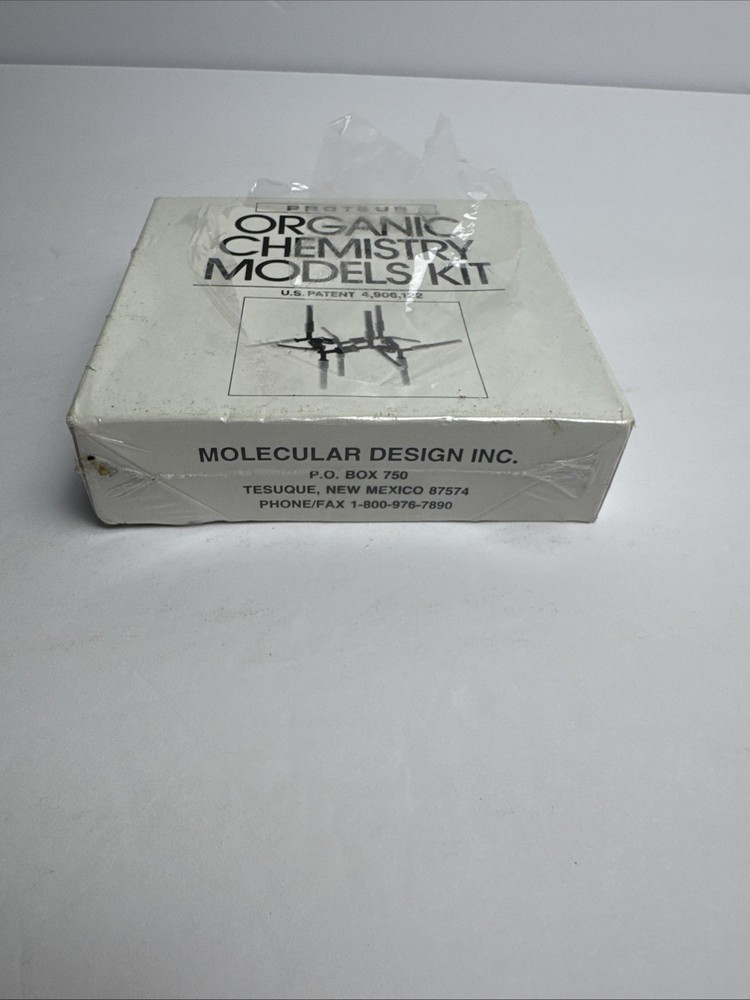 PROTEUS
ORGANIC
CHEMISTRY
MODELS KIT
U.S. PATENT 4,906,122
MOLECULAR DESIGN INC.
P.O. BOX 750
TESUQUE, NEW MEXICO 87574
PHONE/FAX 1-800-976-7890